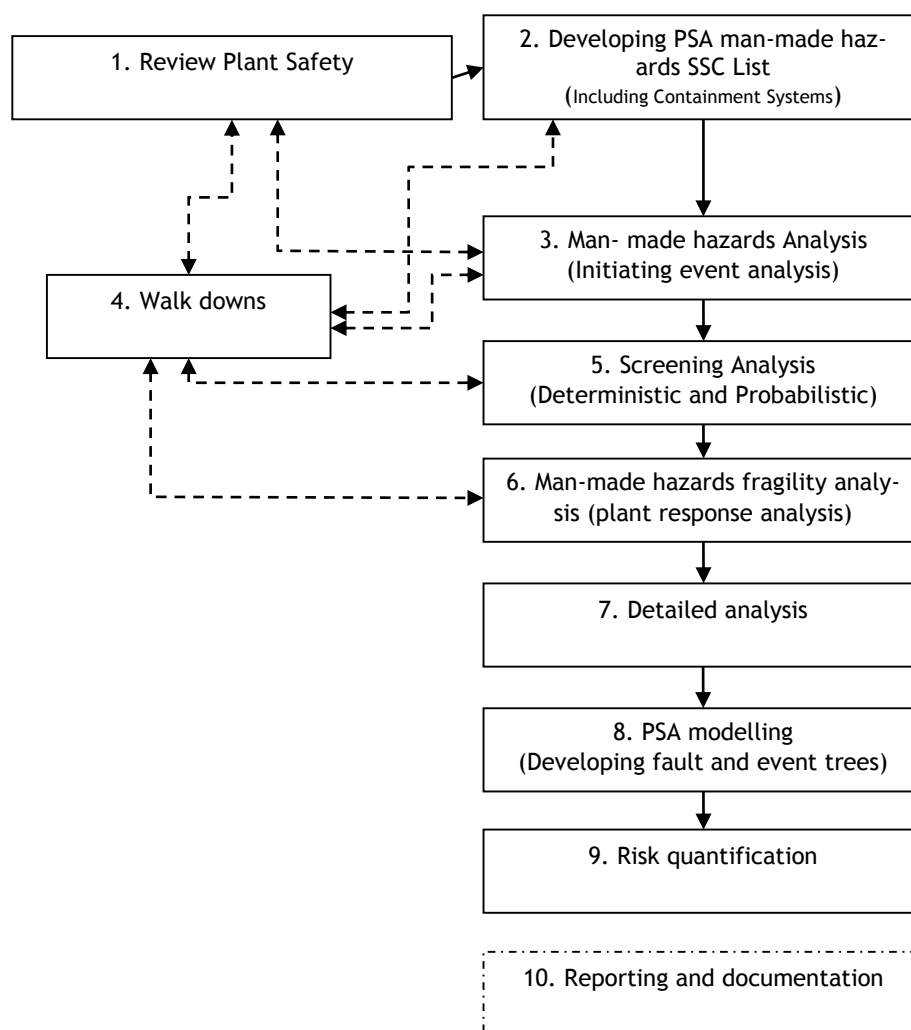 1. Review Plant Safety
2. Developing PSA man-made haz-
ards SSC List
(Including Containment Systems)
3. Man- made hazards Analysis
(Initiating event analysis)
4. Walk downs
5. Screening Analysis
(Deterministic and Probabilistic)
6. Man-made hazards fragility analy-
sis (plant response analysis)
7. Detailed analysis
8. PSA modelling
(Developing fault and event trees)
9. Risk quantification
10. Reporting and documentation